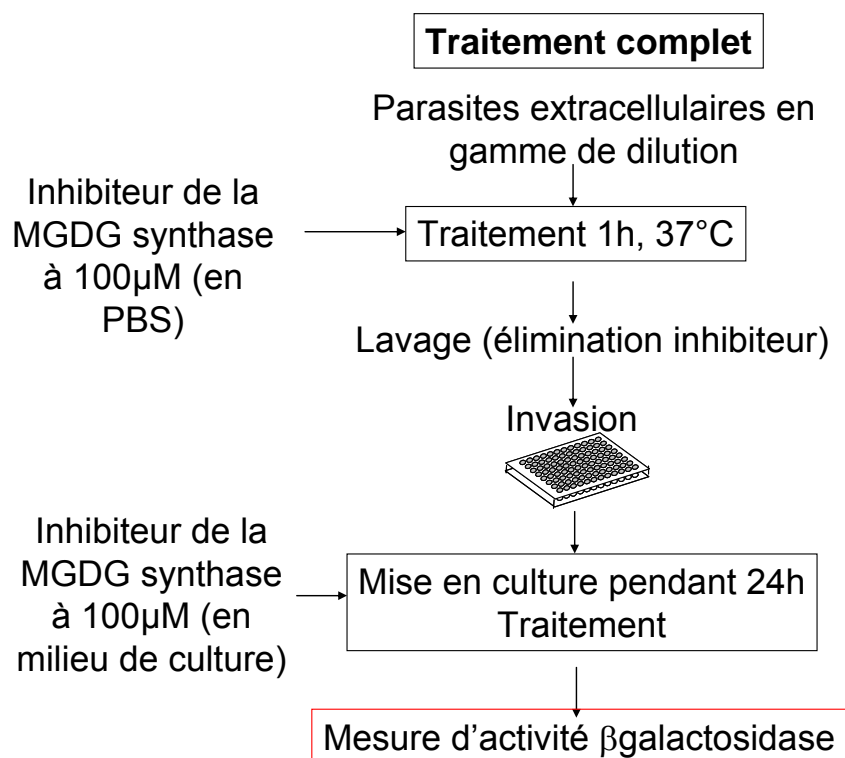 Traitement complet
Parasites extracellulaires en
gamme de dilution
Inhibiteur de la
MGDG synthase
à 100µM (en
PBS)
Traitement 1h, 37°C
Lavage (élimination inhibiteur)
Invasion
Inhibiteur de la
MGDG synthase
à 100µM (en
milieu de culture)
Mise en culture pendant 24h
Traitement
Mesure d'activité βgalactosidase